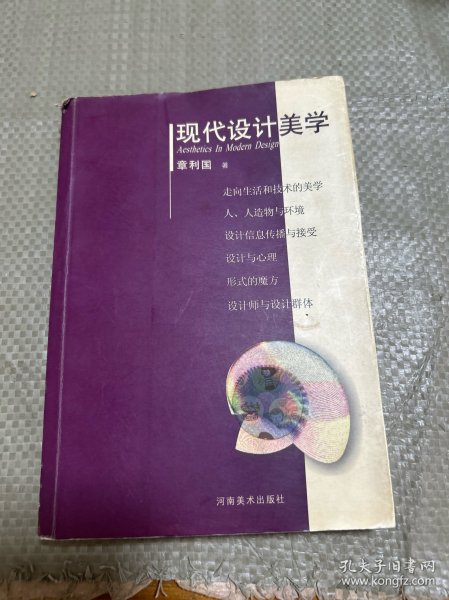 现代设计美学
Aesthetics In Modern Design
章利国 著
走向生活和技术的美学
人、人造物与环境
设计信息传播与接受
设计与心理
形式的魔方
设计师与设计群体
河南美术出版社
孔夫子旧书网
www.kongfz.com